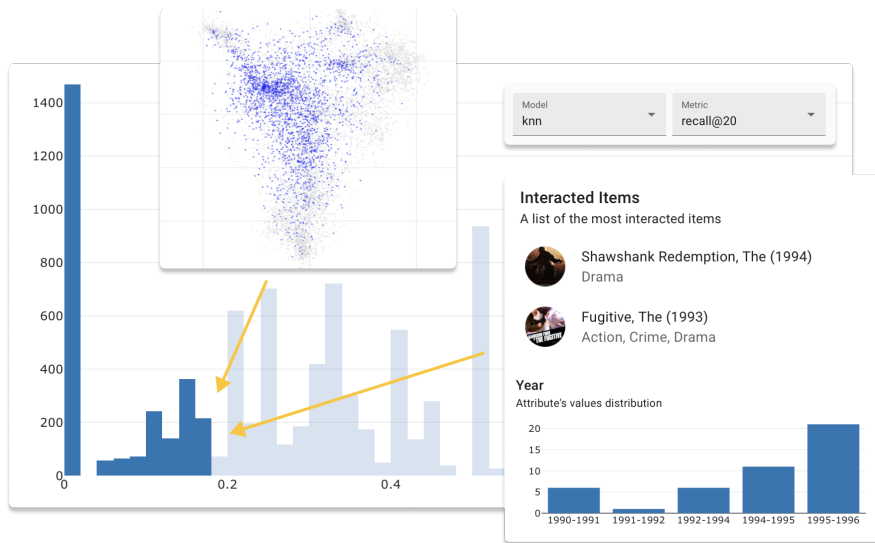 1400
1200
1000
800
600
400
200
0
0
0.2
0.4
Model
knn
Metric
recall@20
Interacted Items
A list of the most interacted items
Shawshank Redemption, The (1994)
Drama
THE FUGITIVE
Fugitive, The (1993)
Action, Crime, Drama
Year
Attribute's values distribution
20
15
10
5
0
1990-1991
1991-1992
1992-1994
1994-1995
1995-1996